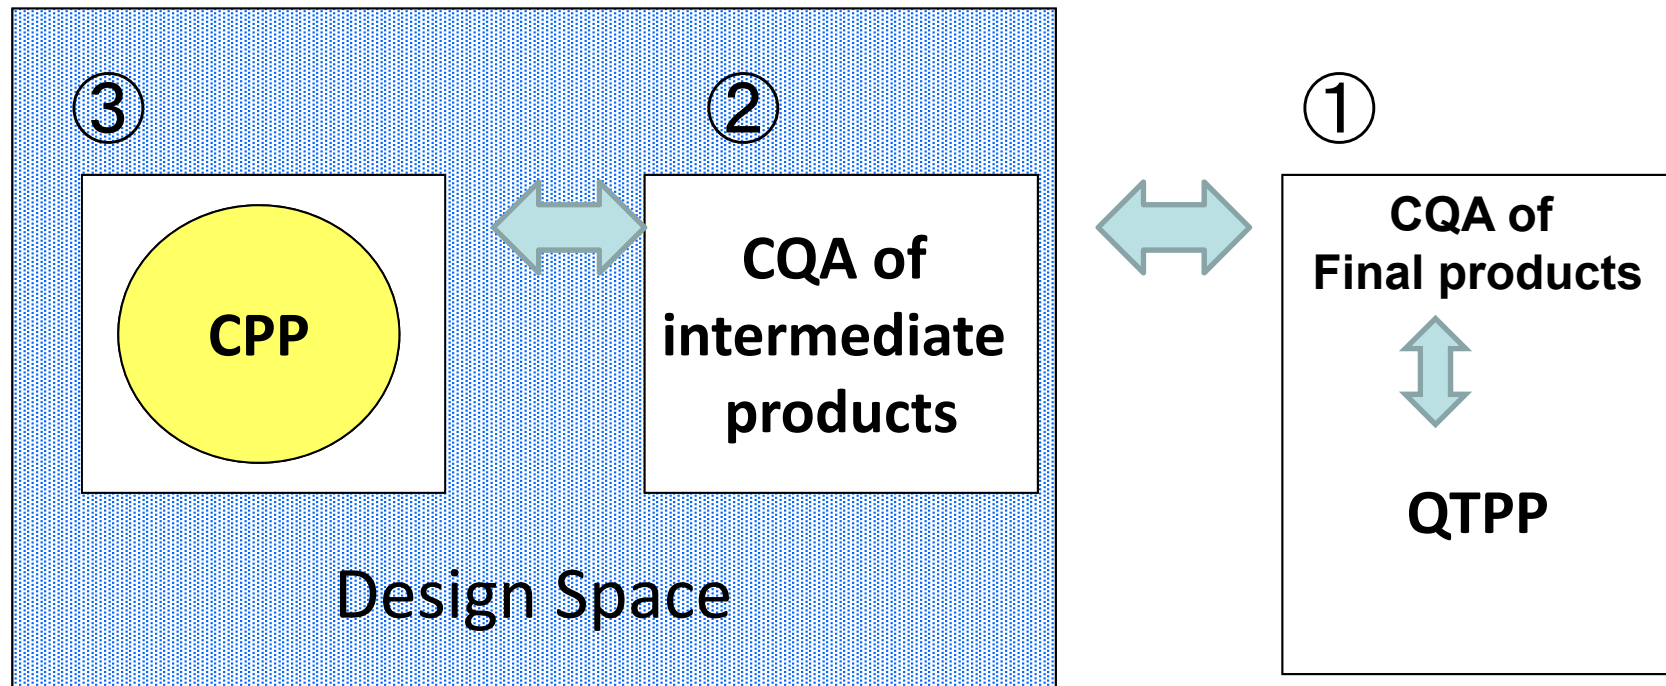 ③
②
①
CPP
CQA of
intermediate
products
CQA of
Final products
QTPP
Design Space